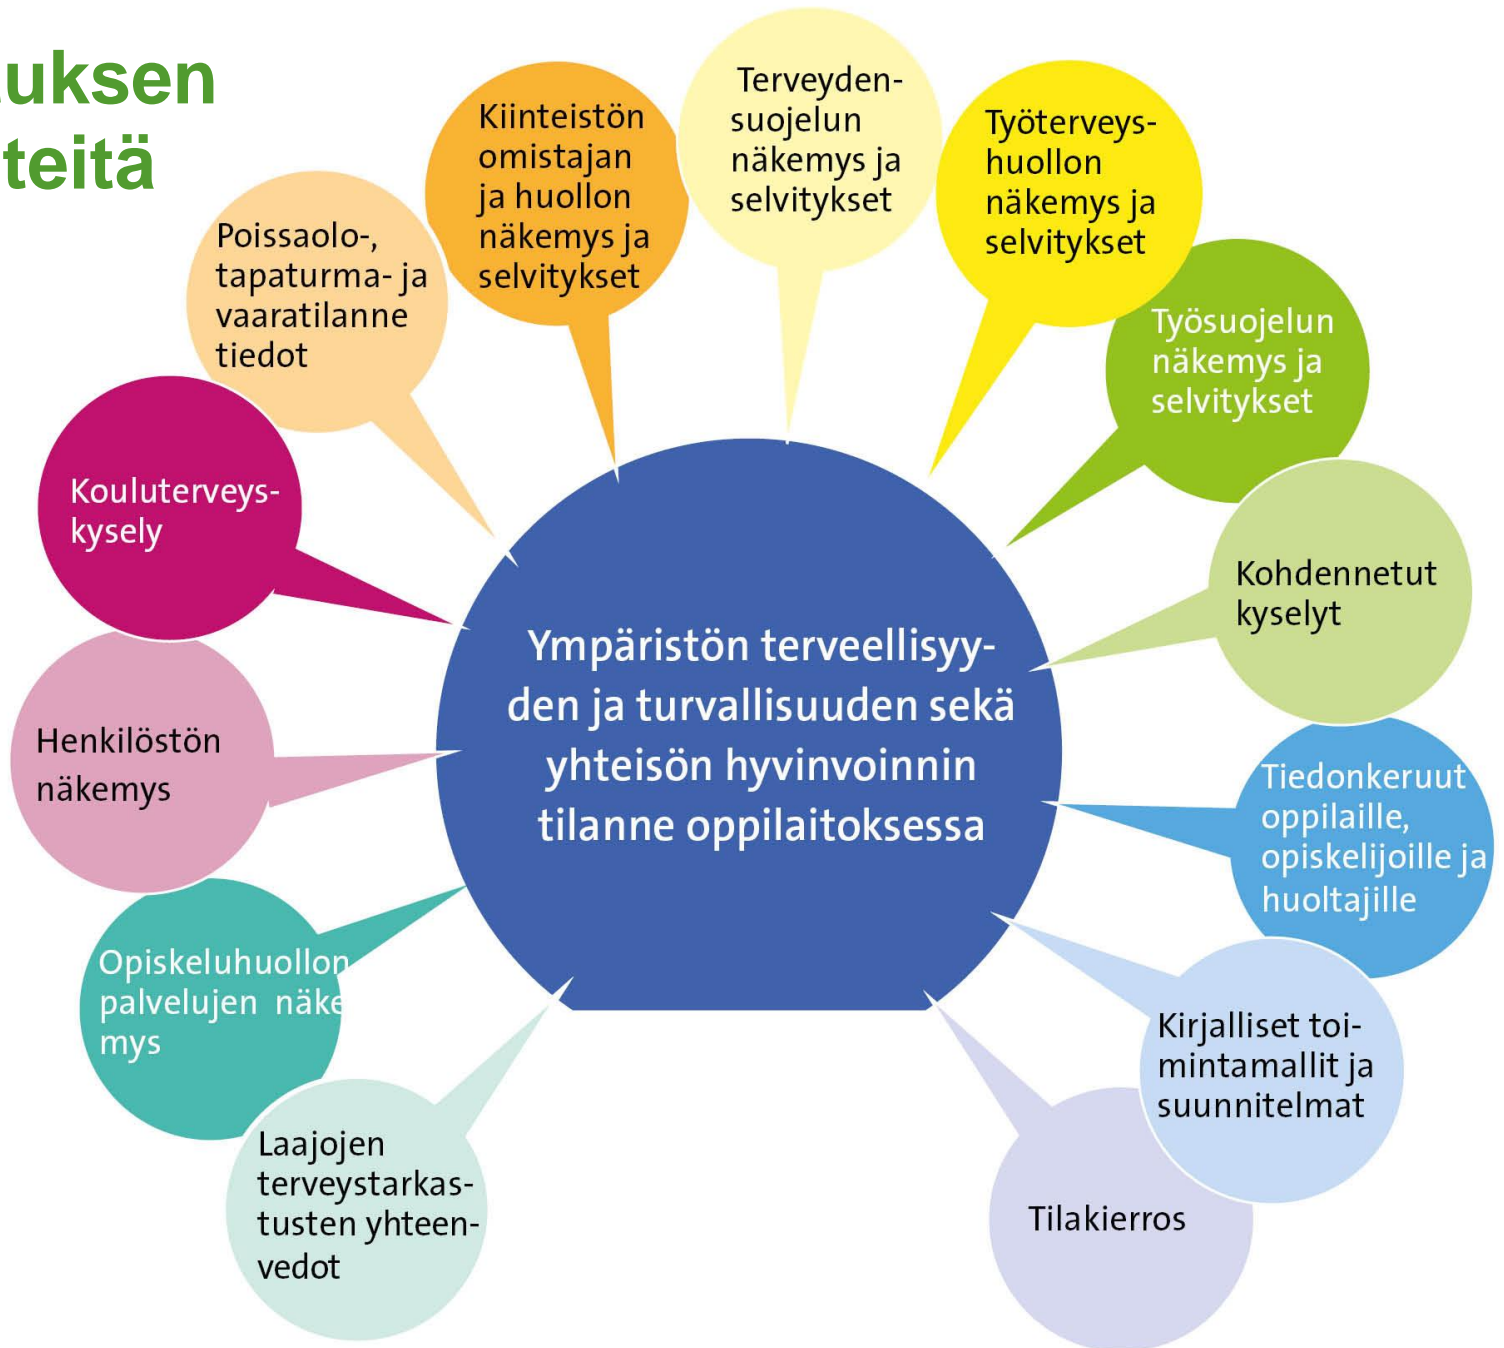 uksen
teitä
Terveyden-
suojelun
näkemys ja
selvitykset
Kiinteistön
omistajan
ja huollon
näkemys ja
selvitykset
Työterveys-
huollon
näkemys ja
selvitykset
Poissaolo-,
tapaturma- ja
vaaratilanne
tiedot
Työsuojelun
näkemys ja
selvitykset
Kouluterveys-
kysely
Kohdennetut
kyselyt
Ympäristön terveellisyy-
den ja turvallisuuden sekä
yhteisön hyvinvoinnin
tilanne oppilaitoksessa
Henkilöstön
näkemys
Tiedonkeruut
oppilaille,
opiskelijoille ja
huoltajille
Opiskeluhuollon
palvelujen näke
mys
Kirjalliset toi-
mintamallit ja
suunnitelmat
Laajojen
terveystarkas-
tusten yhteen-
vedot
Tilakierros